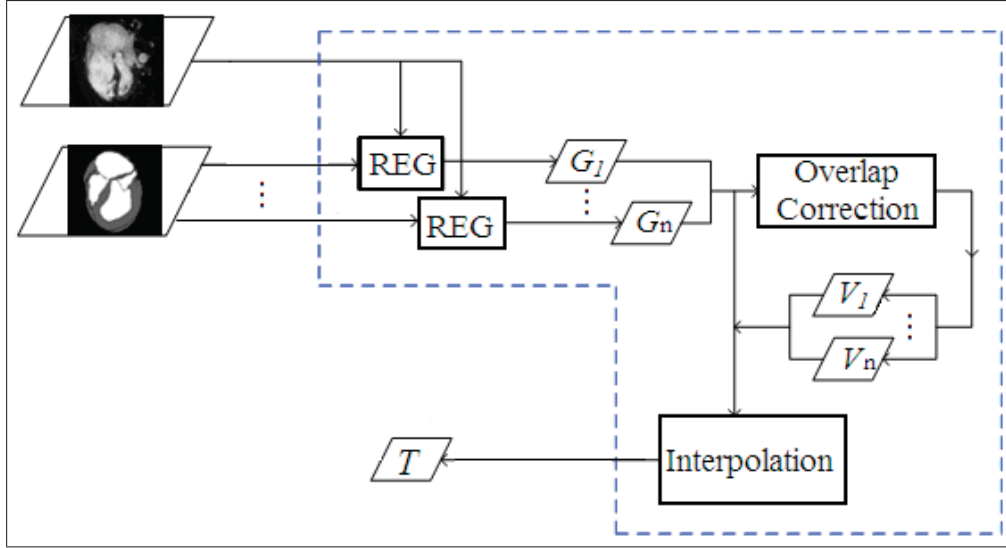 REG
REG
G1
Gn
Overlap
Correction
V1
Vn
Interpolation
T